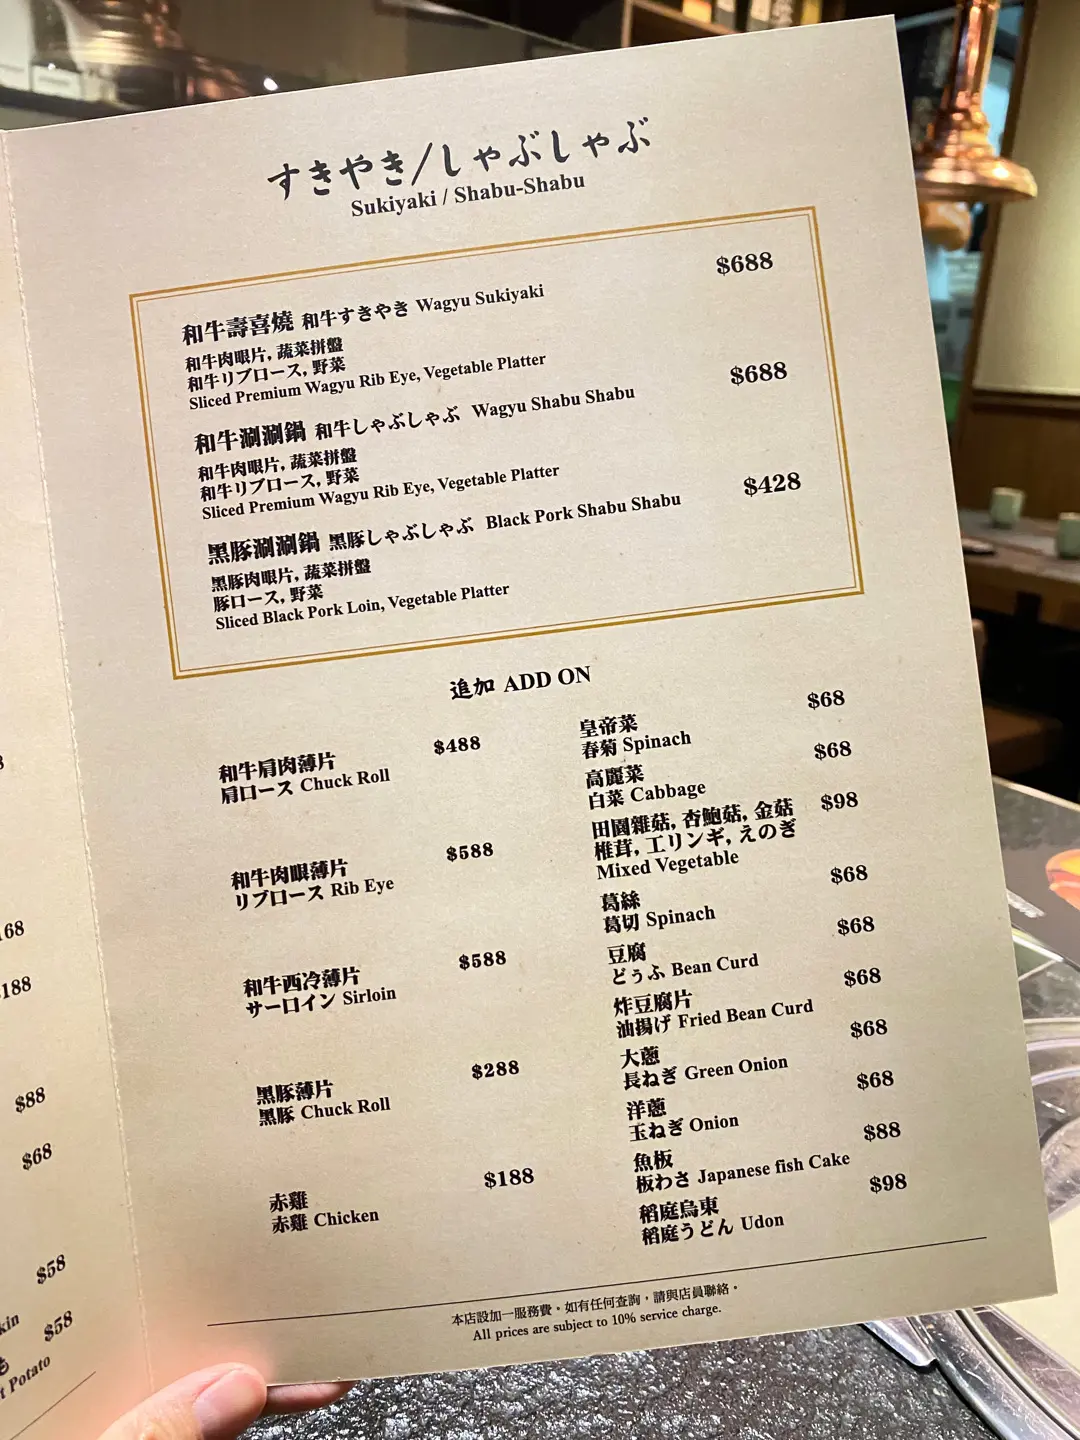 すきやき/しゃぶしゃぶ
Sukiyaki / Shabu-Shabu
和牛壽喜燒 和牛すきやき Wagyu Sukiyaki $688
和牛肉眼片, 蔬菜拼盤
和牛リブロース, 野菜
Sliced Premium Wagyu Rib Eye, Vegetable Platter
和牛涮涮鍋 和牛しゃぶしゃぶ Wagyu Shabu Shabu $688
和牛肉眼片, 蔬菜拼盤
和牛リブロース, 野菜
Sliced Premium Wagyu Rib Eye, Vegetable Platter
黑豚涮涮鍋 黑豚しゃぶしゃぶ Black Pork Shabu Shabu $428
黑豚肉眼片, 蔬菜拼盤
豚ロース, 野菜
Sliced Black Pork Loin, Vegetable Platter
追加 ADD ON
和牛肩肉薄片 $488
肩ロース Chuck Roll
和牛肉眼薄片 $588
リブロース Rib Eye
和牛西冷薄片 $588
サーロイン Sirloin
黑豚薄片 $288
黑豚 Chuck Roll
赤雞 $188
赤雞 Chicken
皇帝菜 $68
春菊 Spinach
高麗菜 $68
白菜 Cabbage
田園雜菇, 杏鮑菇, 金菇 $98
椎茸, エリンギ, えのぎ
Mixed Vegetable
葛絲 $68
葛切 Spinach
豆腐 $68
どぅふ Bean Curd
炸豆腐片 $68
油揚げ Fried Bean Curd
大蔥 $68
長ねぎ Green Onion
洋蔥 $68
玉ねぎ Onion
魚板 $88
板わさ Japanese fish Cake
稻庭烏東 $98
稻庭うどん Udon
本店設加一服務費。如有任何查詢，請與店員聯絡。
All prices are subject to 10% service charge.
68
188
$88
$68
$58
kin
$58
t Potato